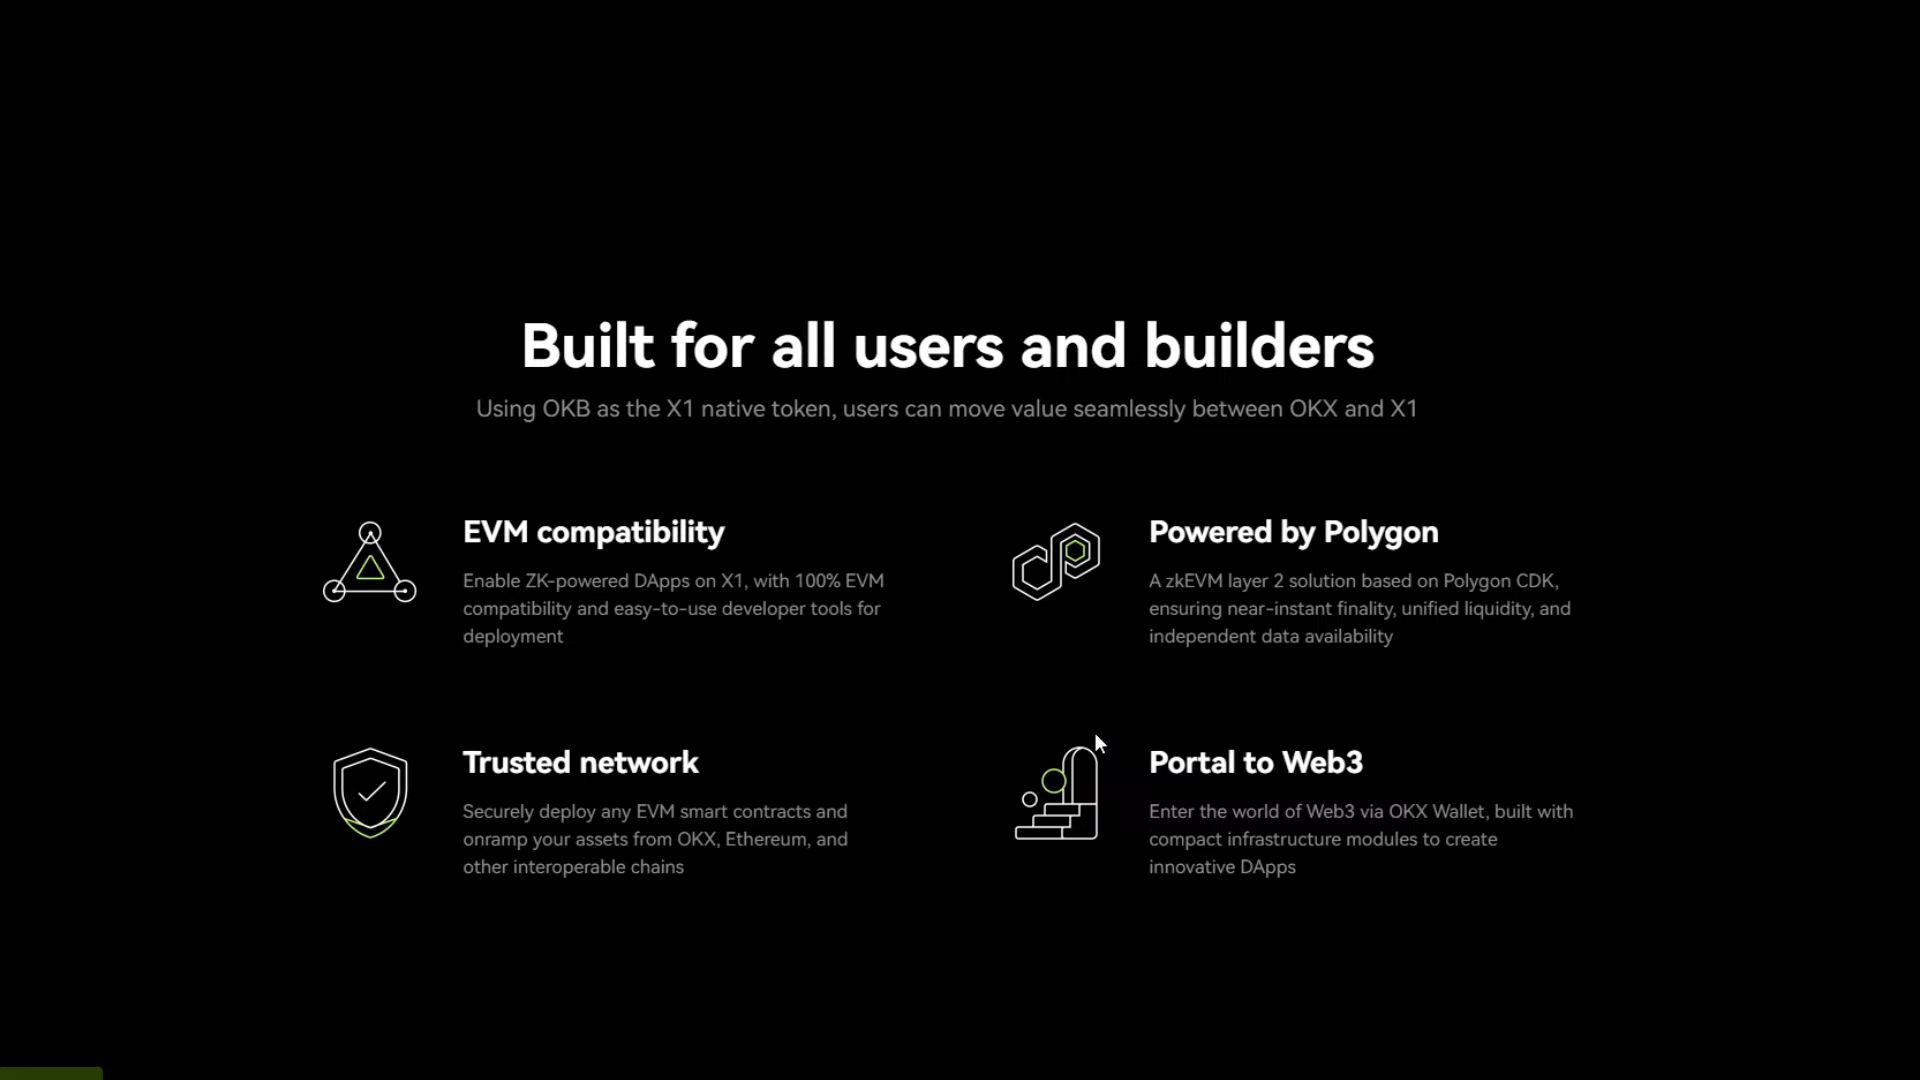 Built for all users and builders
Using OKB as the X1 native token, users can move value seamlessly between OKX and X1
EVM compatibility
Enable ZK-powered DApps on X1, with 100% EVM
compatibility and easy-to-use developer tools for
deployment
Powered by Polygon
A zkEVM layer 2 solution based on Polygon CDK,
ensuring near-instant finality, unified liquidity, and
independent data availability
Trusted network
Securely deploy any EVM smart contracts and
onramp your assets from OKX, Ethereum, and
other interoperable chains
Portal to Web3
Enter the world of Web3 via OKX Wallet, built with
compact infrastructure modules to create
innovative DApps